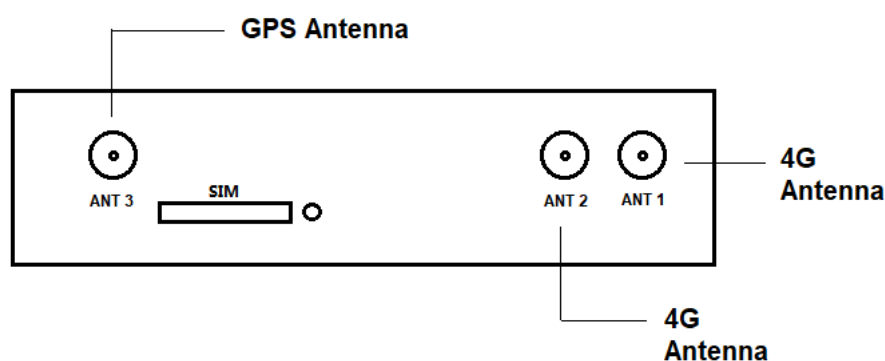 GPS Antenna
4G
Antenna
SIM
ANT 3
ANT 2
ANT 1
4G
Antenna